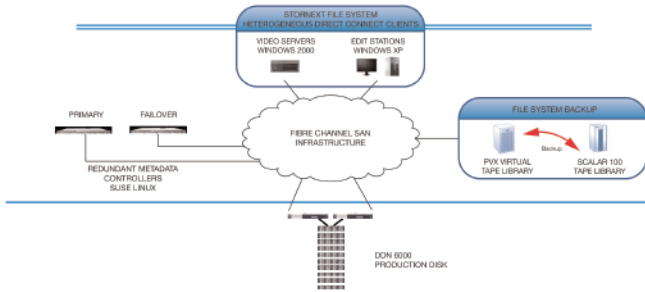 STORNEXT FILE SYSTEM
HETEROGENEOUS DIRECT CONNECT CLIENTS
VIDEO SERVERS
WINDOWS 2000
EDIT STATIONS
WINDOWS XP
PRIMARY
FAILOVER
REDUNDANT METADATA
CONTROLLERS
SUSE LINUX
FIBRE CHANNEL SAN
INFRASTRUCTURE
FILE SYSTEM BACKUP
Backup
PVX VIRTUAL
TAPE LIBRARY
SCALAR 100
TAPE LIBRARY
DDN 6000
PRODUCTION DISK